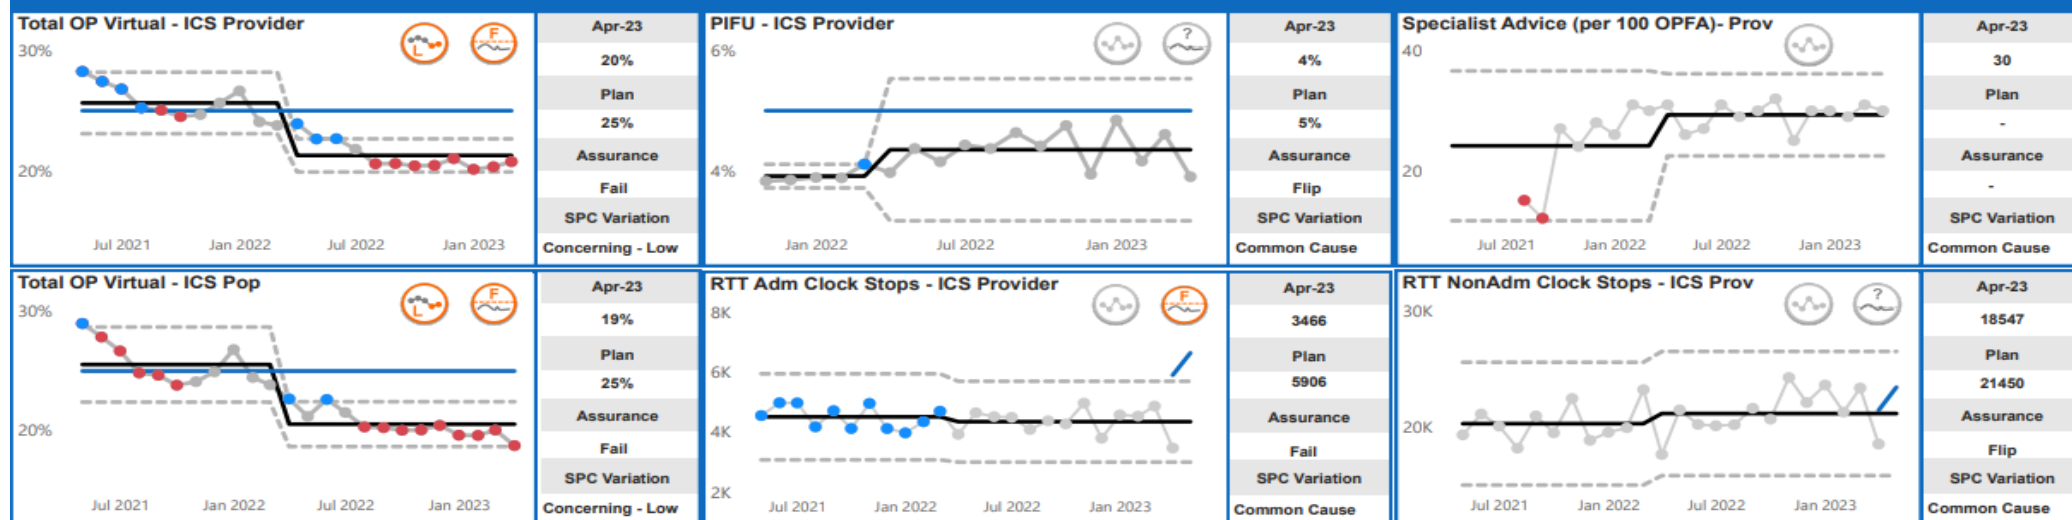 Total OP Virtual - ICS Provider
30%
20%
L
F
Jul 2021 Jan 2022 Jul 2022 Jan 2023
Apr-23
20%
Plan
25%
Assurance
Fail
SPC Variation
Concerning - Low
PIFU - ICS Provider
6%
4%
?
Jan 2022 Jul 2022 Jan 2023
Apr-23
4%
Plan
5%
Assurance
Flip
SPC Variation
Common Cause
Specialist Advice (per 100 OPFA)- Prov
40
20
Jul 2021 Jan 2022 Jul 2022 Jan 2023
Apr-23
30
Plan
-
Assurance
-
SPC Variation
Common Cause
Total OP Virtual - ICS Pop
30%
20%
L
F
Jul 2021 Jan 2022 Jul 2022 Jan 2023
Apr-23
19%
Plan
25%
Assurance
Fail
SPC Variation
Concerning - Low
RTT Adm Clock Stops - ICS Provider
8K
6K
4K
2K
F
Jul 2021 Jan 2022 Jul 2022 Jan 2023
Apr-23
3466
Plan
5906
Assurance
Fail
SPC Variation
Common Cause
RTT NonAdm Clock Stops - ICS Prov
30K
20K
?
Jul 2021 Jan 2022 Jul 2022 Jan 2023
Apr-23
18547
Plan
21450
Assurance
Flip
SPC Variation
Common Cause